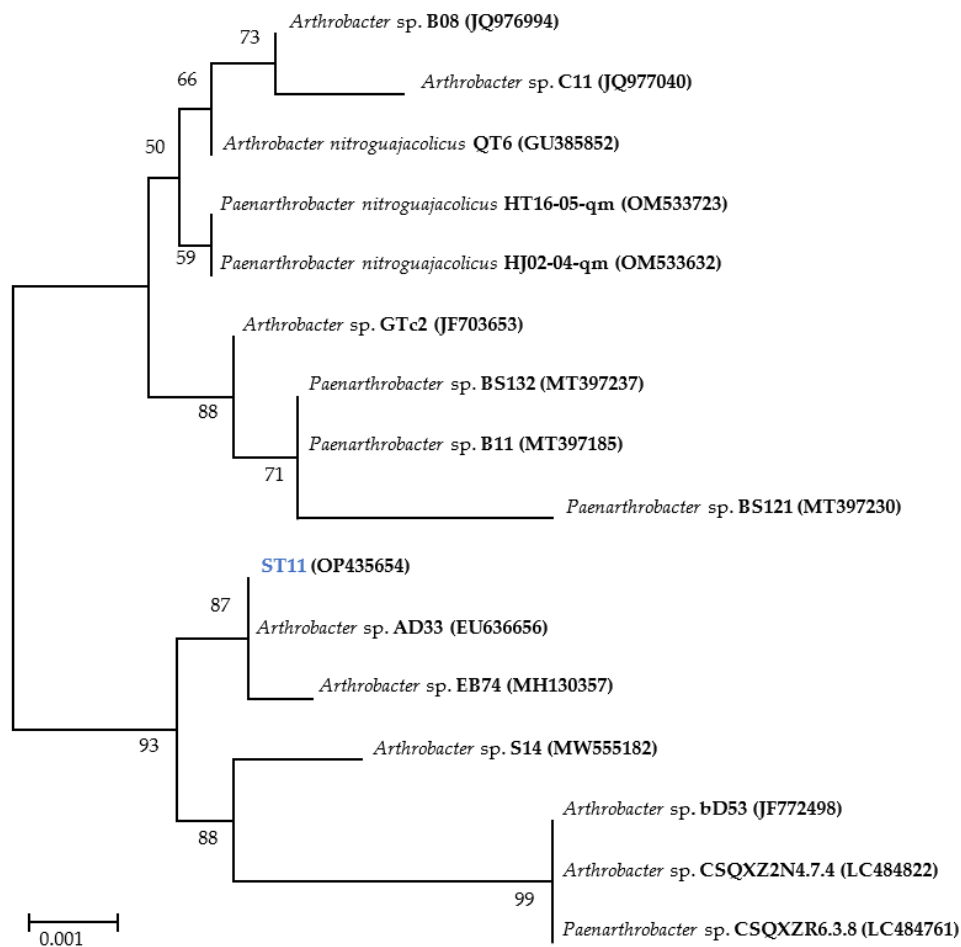 Arthrobacter sp. B08 (JQ976994)
73
66
Arthrobacter sp. C11 (JQ977040)
50
Arthrobacter nitroguajacolicus QT6 (GU385852)
Paenarthrobacter nitroguajacolicus HT16-05-qm (OM533723)
59
Paenarthrobacter nitroguajacolicus HJ02-04-qm (OM533632)
Arthrobacter sp. GTc2 (JF703653)
Paenarthrobacter sp. BS132 (MT397237)
88
Paenarthrobacter sp. B11 (MT397185)
71
Paenarthrobacter sp. BS121 (MT397230)
ST11 (OP435654)
87
Arthrobacter sp. AD33 (EU636656)
Arthrobacter sp. EB74 (MH130357)
93
Arthrobacter sp. S14 (MW555182)
Arthrobacter sp. bD53 (JF772498)
88
Arthrobacter sp. CSQXZ2N4.7.4 (LC484822)
99
Paenarthrobacter sp. CSQXZR6.3.8 (LC484761)
0.001